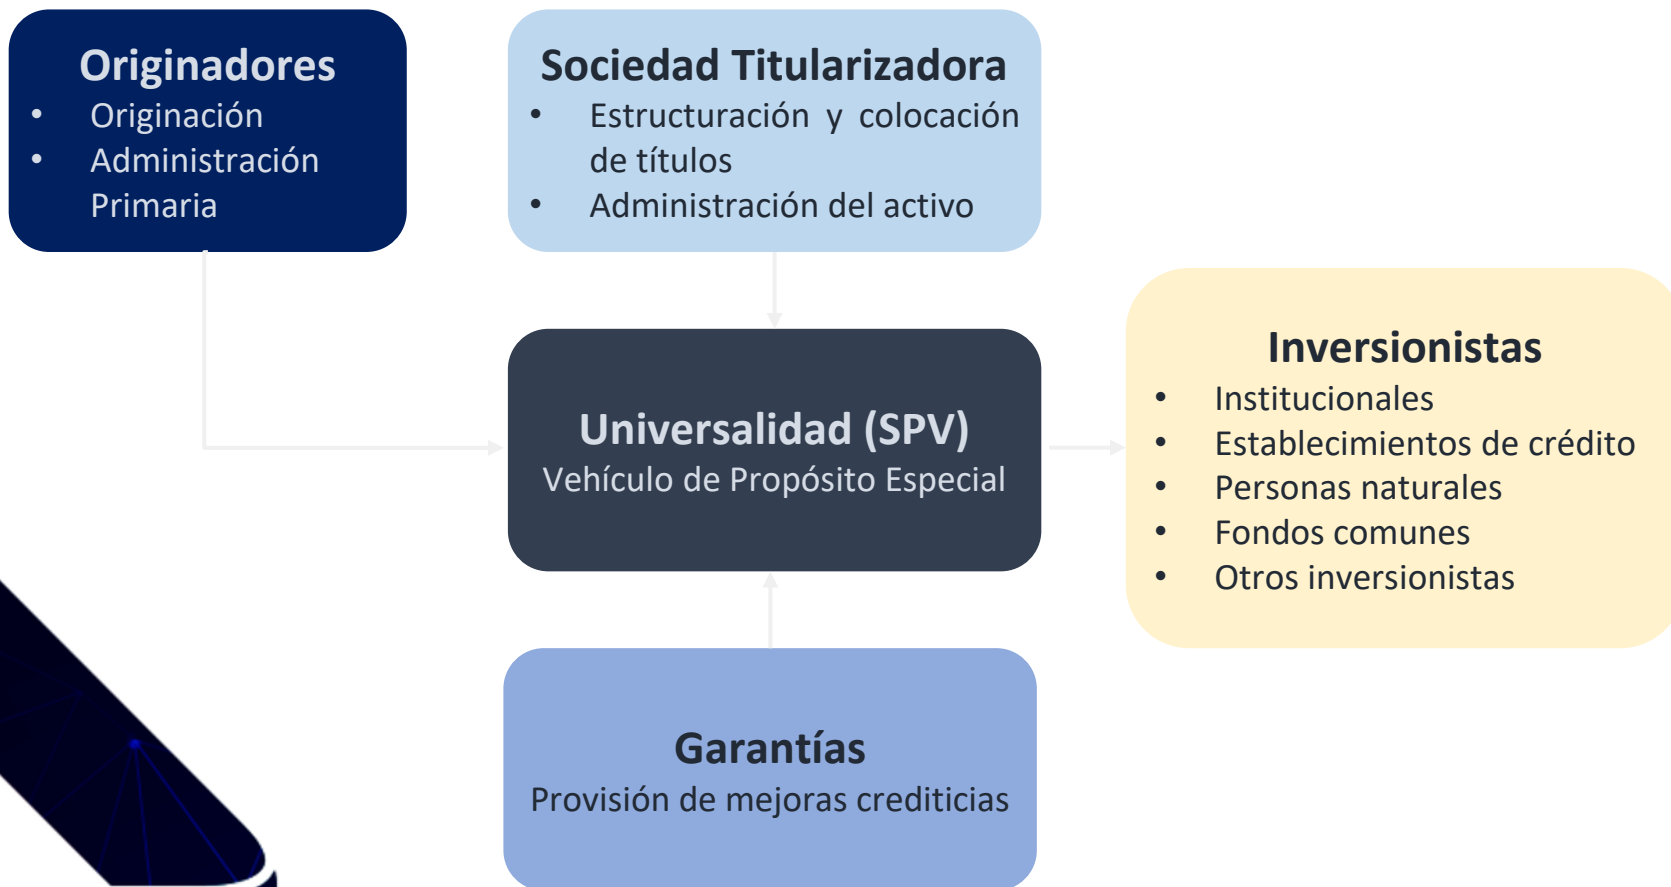 Originadores
• Originación
• Administración
Primaria
Sociedad Titularizadora
• Estructuración y colocación
de títulos
• Administración del activo
Universalidad (SPV)
Vehículo de Propósito Especial
Inversionistas
• Institucionales
• Establecimientos de crédito
• Personas naturales
• Fondos comunes
• Otros inversionistas
Garantías
Provisión de mejoras crediticias